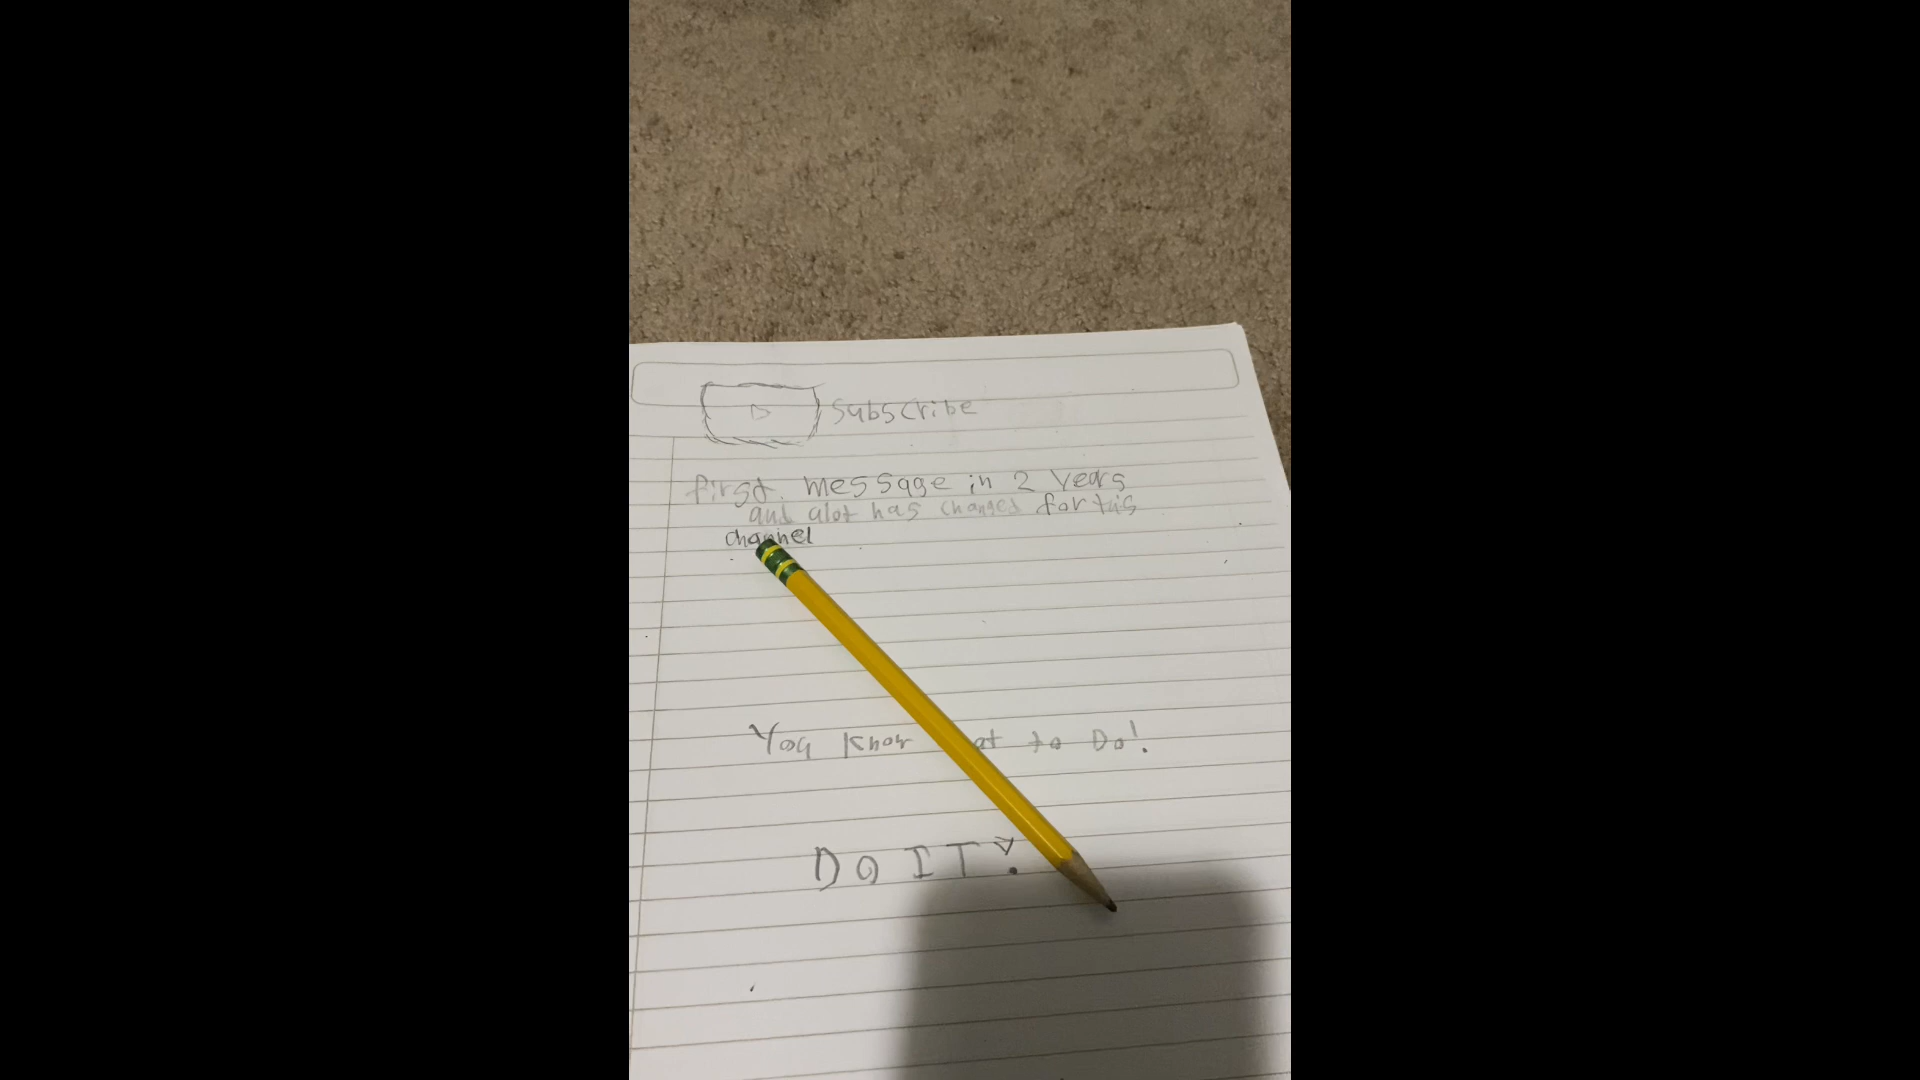 Subscribe
first message in 2 years
and alot has changed for this
channel
You Know to Do!
DO IT!